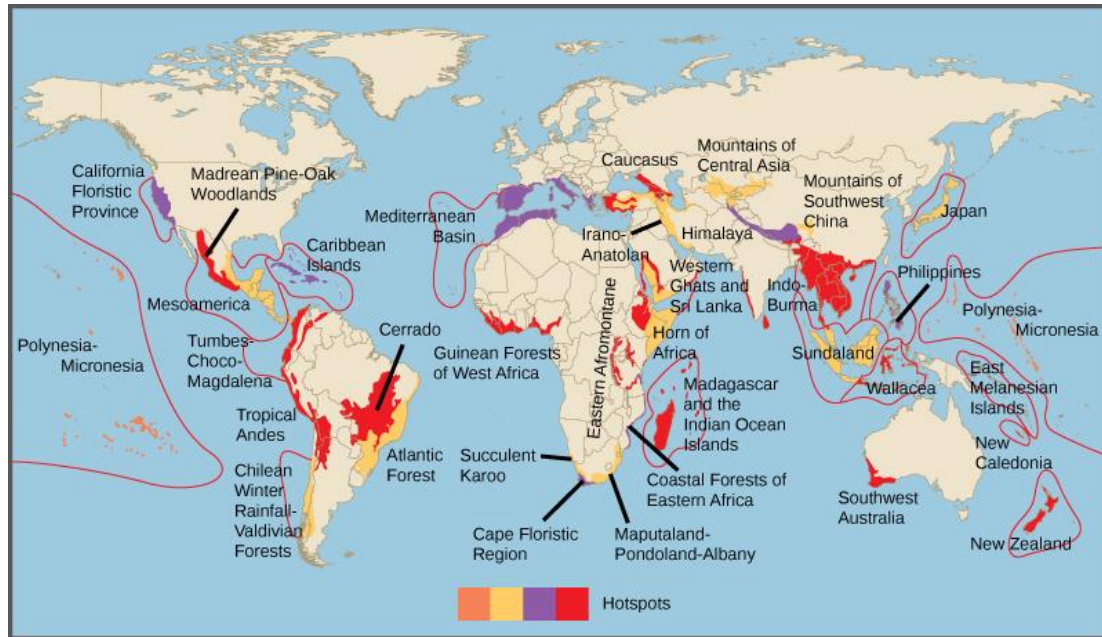 California
Floristic
Province
Madrean Pine-Oak
Woodlands
Caribbean
Islands
Mesoamerica
Polynesia-
Micronesia
Tumbes-
Choco-
Magdalena
Cerrado
Tropical
Andes
Atlantic
Forest
Chilean
Winter
Rainfall-
Valdivian
Forests
Mediterranean
Basin
Caucasus
Mountains of
Central Asia
Mountains of
Southwest
China
Japan
Irano-
Anatolan
Himalaya
Western
Ghats and
Sri Lanka
Indo-
Burma
Philippines
Polynesia-
Micronesia
Guinean Forests
of West Africa
Eastern Afromontane
Horn of
Africa
Sundaland
Wallacea
East
Melanesian
Islands
Madagascar
and the
Indian Ocean
Islands
New
Caledonia
Succulent
Karoo
Coastal Forests of
Eastern Africa
Southwest
Australia
Cape Floristic
Region
Maputaland-
Pondoland-Albany
New Zealand
Hotspots